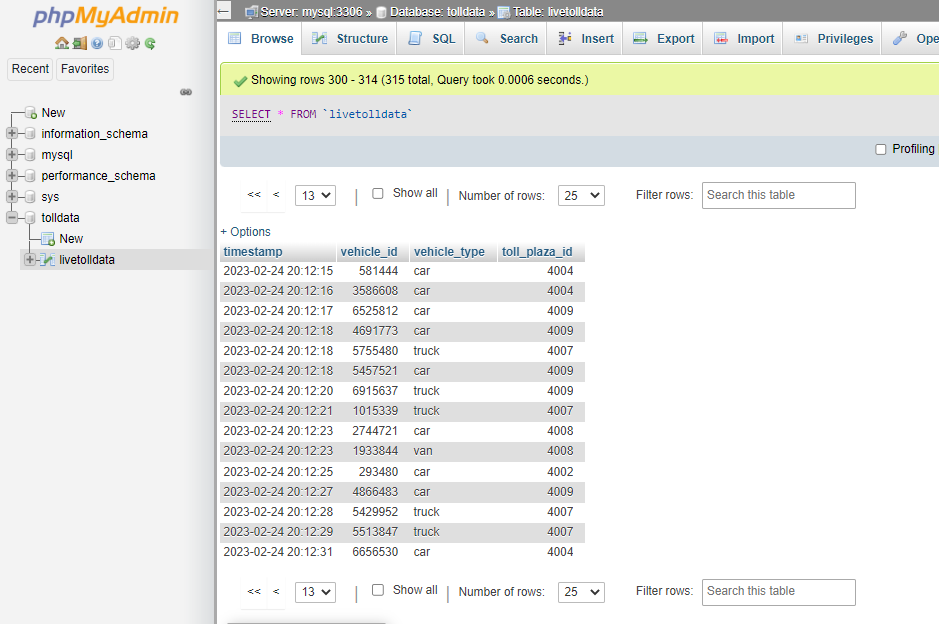 phpMyAdmin
Recent Favorites
New
information_schema
mysql
performance_schema
sys
tolldata
New
livetolldata
← Server: mysql:3306 » Database: tolldata » Table: livetolldata
Browse Structure SQL Search Insert Export Import Privileges Ope
Showing rows 300 - 314 (315 total, Query took 0.0006 seconds.)
SELECT * FROM `livetolldata`
Profiling
<< < 13 | Show all | Number of rows: 25 Filter rows: Search this table
+ Options
timestamp vehicle_id vehicle_type toll_plaza_id
2023-02-24 20:12:15 581444 car 4004
2023-02-24 20:12:16 3586608 car 4004
2023-02-24 20:12:17 6525812 car 4009
2023-02-24 20:12:18 4691773 car 4009
2023-02-24 20:12:18 5755480 truck 4007
2023-02-24 20:12:18 5457521 car 4009
2023-02-24 20:12:20 6915637 truck 4009
2023-02-24 20:12:21 1015339 truck 4007
2023-02-24 20:12:23 2744721 car 4008
2023-02-24 20:12:23 1933844 van 4008
2023-02-24 20:12:25 293480 car 4002
2023-02-24 20:12:27 4866483 car 4009
2023-02-24 20:12:28 5429952 truck 4007
2023-02-24 20:12:29 5513847 truck 4007
2023-02-24 20:12:31 6656530 car 4004
<< < 13 | Show all | Number of rows: 25 Filter rows: Search this table